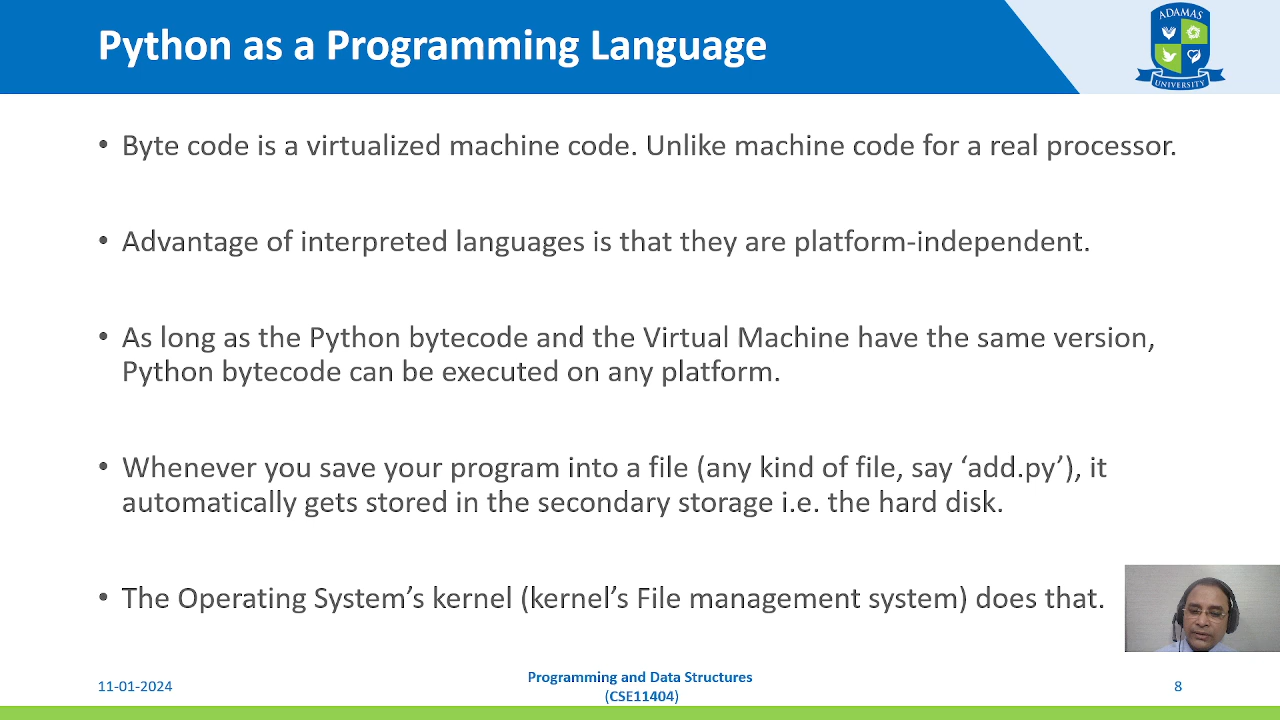 Python as a Programming Language
ADAMAS
UNIVERSITY
• Byte code is a virtualized machine code. Unlike machine code for a real processor.
• Advantage of interpreted languages is that they are platform-independent.
• As long as the Python bytecode and the Virtual Machine have the same version,
Python bytecode can be executed on any platform.
• Whenever you save your program into a file (any kind of file, say ‘add.py’), it
automatically gets stored in the secondary storage i.e. the hard disk.
• The Operating System’s kernel (kernel’s File management system) does that.
11-01-2024
Programming and Data Structures
(CSE11404)
8